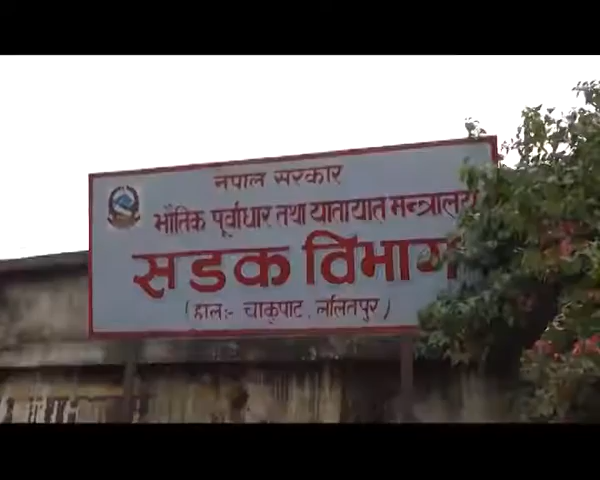 नेपाल सरकार
भौतिक पूर्वाधार तथा यातायात मन्त्रालय
सडक विभाग
(हालः- चाकुपाट, ललितपुर)